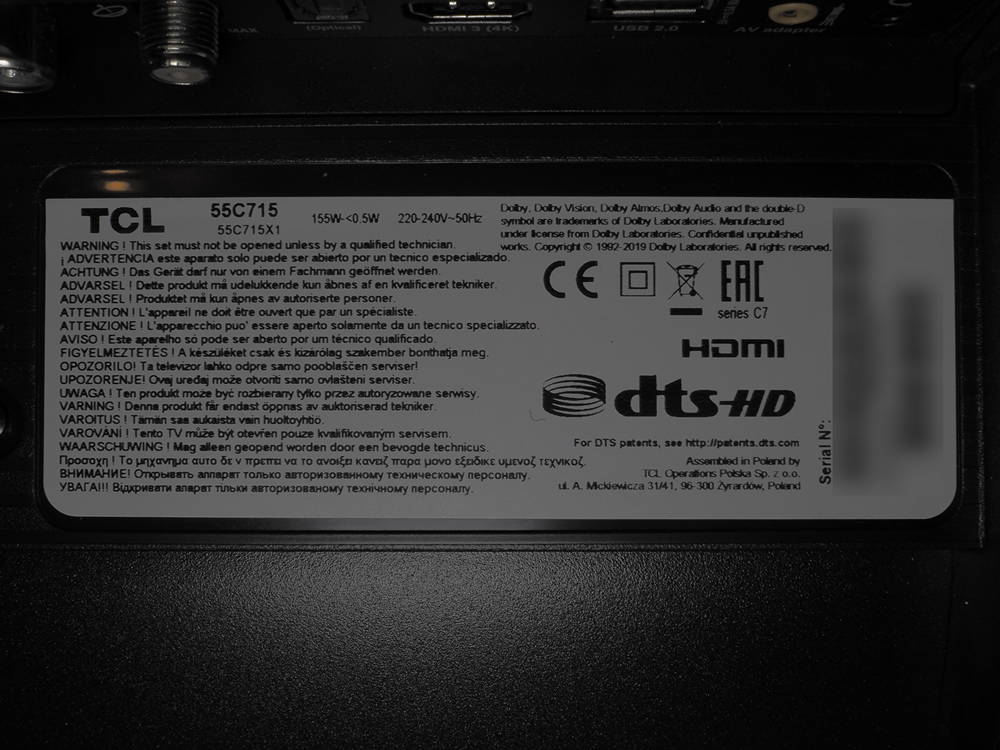 MAX
(Optical)
HDMI 3 (4K)
USB 2.0
AV adapter
TCL
55C715
55C715X1
155W-<0.5W
220-240V~50Hz
Dolby, Dolby Vision, Dolby Atmos,Dolby Audio and the double-D
symbol are trademarks of Dolby Laboratories. Manufactured
under license from Dolby Laboratories. Confidential unpublished
works. Copyright © 1992-2019 Dolby Laboratories. All rights reserved.
WARNING ! This set must not be opened unless by a qualified technician.
¡ ADVERTENCIA este aparato solo puede ser abierto por un tecnico especializado.
ACHTUNG ! Das Gerät darf nur von einem Fachmann geöffnet werden.
ADVARSEL ! Dette produkt må udelukkende kun åbnes af en kvalificeret tekniker.
ADVARSEL ! Produktet må kun åpnes av autoriserte personer.
ATTENTION ! L'appareil ne doit être ouvert que par un spécialiste.
ATTENZIONE ! L'apparecchio puo' essere aperto solamente da un tecnico specializzato.
AVISO ! Este aparelho só pode ser aberto por um técnico qualificado.
FIGYELMEZTETÉS ! A készüléket csak és kizárólag szakember bonthatja meg.
OPOZORILO! Ta televizor lahko odpre samo pooblaščen serviser!
UPOZORENJE! Ovaj uređaj može otvoriti samo ovlašteni serviser.
UWAGA ! Ten produkt może być rozbierany tylko przez autoryzowane serwisy.
VARNING ! Denna produkt får endast öppnas av auktoriserad tekniker.
VAROITUS ! Tämän saa aukaista vain huoltoyhtiö.
VAROVÁNI ! Tento TV může být otevřen pouze kvalifikovaným servisem.
WAARSCHUWING ! Mag alleen geopend worden door een bevogde technicus.
Προσοχη ! Το μηχανημα αυτο δε ν πρεπει να το ανοιξει κανεiζ παρα μονο εξειδικε υμενοζ τεχνικοζ.
ВНИМАНИЕ! Открывать аппарат только авторизованному техническому персоналу.
УВАГА!!! Відкривати апарат тільки авторизованому технічному персоналу.
CE
EAC
series C7
HDMI
dts-HD
For DTS patents, see http://patents.dts.com
Assembled in Poland by
TCL Operations Polska Sp. z o.o.
ul. A. Mickiewicza 31/41, 96-300 Żyrardów, Poland
Serial N°: